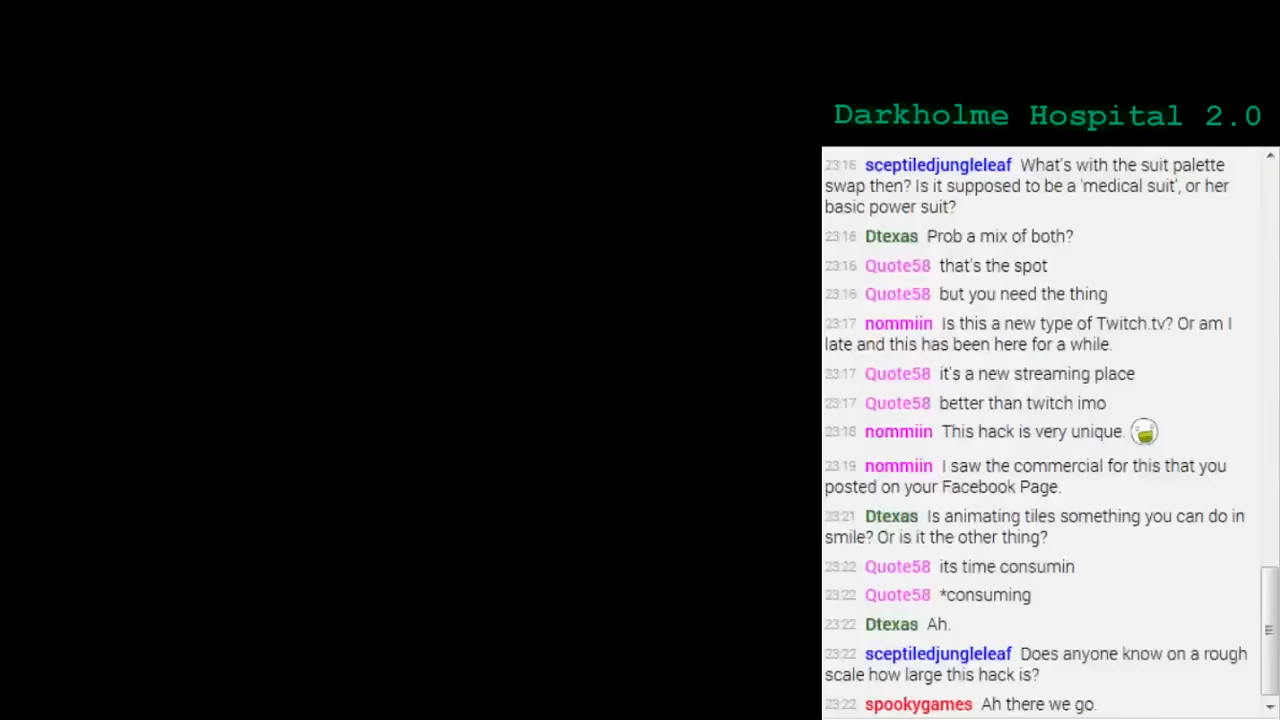 Darkholme Hospital 2.0
23:16 sceptiledjungleleaf What's with the suit palette
swap then? Is it supposed to be a 'medical suit', or her
basic power suit?
23:16 Dtexas Prob a mix of both?
23:16 Quote58 that's the spot
23:16 Quote58 but you need the thing
23:17 nommiin Is this a new type of Twitch.tv? Or am I
late and this has been here for a while.
23:17 Quote58 it's a new streaming place
23:17 Quote58 better than twitch imo
23:18 nommiin This hack is very unique.
23:19 nommiin I saw the commercial for this that you
posted on your Facebook Page.
23:21 Dtexas Is animating tiles something you can do in
smile? Or is it the other thing?
23:22 Quote58 its time consumin
23:22 Quote58 *consuming
23:22 Dtexas Ah.
23:22 sceptiledjungleleaf Does anyone know on a rough
scale how large this hack is?
23:22 spookygames Ah there we go.